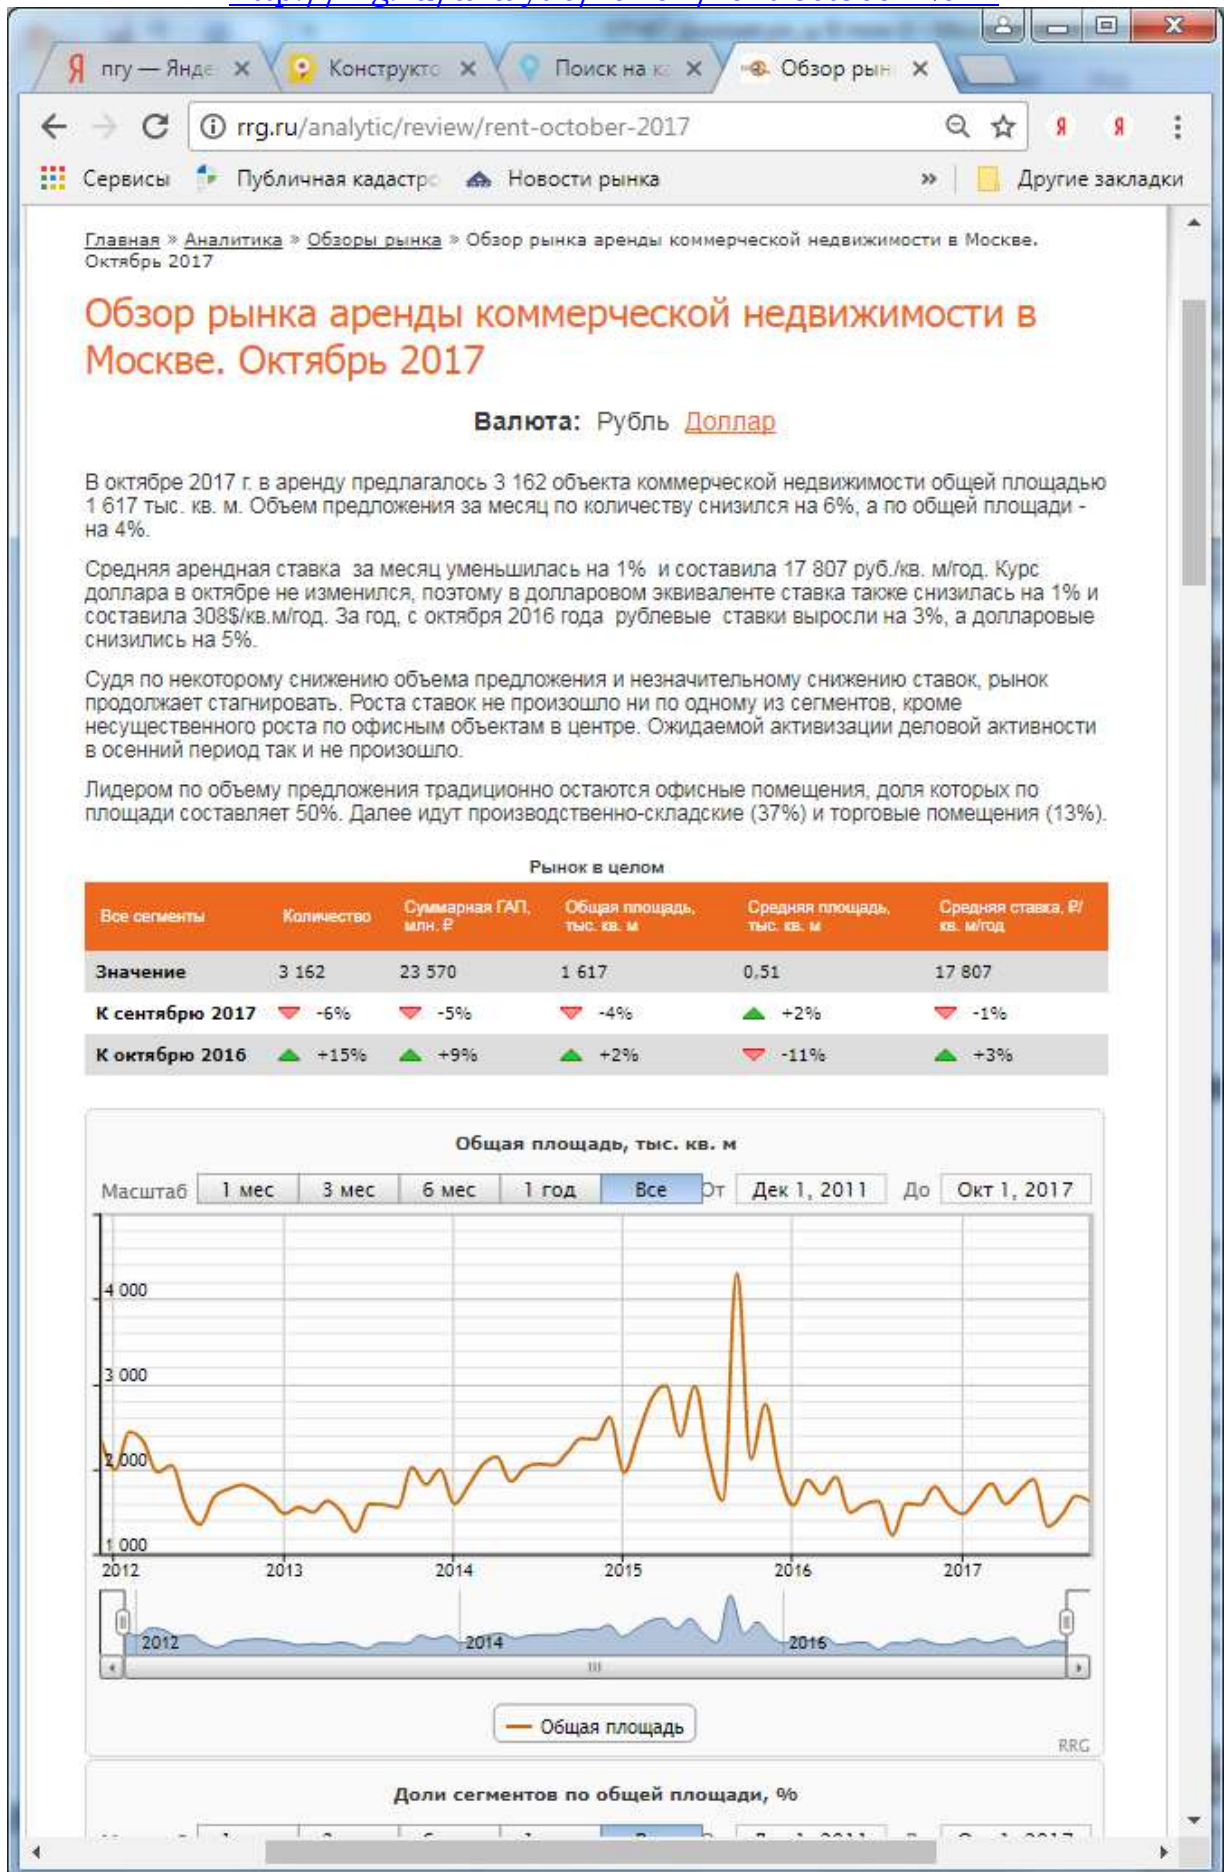 пгу — Янде
Конструкто
Поиск на ка
Обзор рын
rrg.ru/analytic/review/rent-october-2017
Сервисы
Публичная кадастро
Новости рынка
»
Другие закладки
Главная » Аналитика » Обзоры рынка » Обзор рынка аренды коммерческой недвижимости в Москве.
Октябрь 2017
Обзор рынка аренды коммерческой недвижимости в
Москве. Октябрь 2017
Валюта: Рубль Доллар
В октябре 2017 г. в аренду предлагалось 3 162 объекта коммерческой недвижимости общей площадью
1 617 тыс. кв. м. Объем предложения за месяц по количеству снизился на 6%, а по общей площади -
на 4%.
Средняя арендная ставка за месяц уменьшилась на 1% и составила 17 807 руб./кв. м/год. Курс
доллара в октябре не изменился, поэтому в долларовом эквиваленте ставка также снизилась на 1% и
составила 308$/кв.м/год. За год, с октября 2016 года рублевые ставки выросли на 3%, а долларовые
снизились на 5%.
Судя по некоторому снижению объема предложения и незначительному снижению ставок, рынок
продолжает стагнировать. Роста ставок не произошло ни по одному из сегментов, кроме
несущественного роста по офисным объектам в центре. Ожидаемой активизации деловой активности
в осенний период так и не произошло.
Лидером по объему предложения традиционно остаются офисные помещения, доля которых по
площади составляет 50%. Далее идут производственно-складские (37%) и торговые помещения (13%).
Рынок в целом
Все сегменты Количество Суммарная ГАП, млн. ₽ Общая площадь, тыс. кв. м Средняя площадь, тыс. кв. м Средняя ставка, ₽/кв. м/год
Значение 3 162 23 570 1 617 0,51 17 807
К сентябрю 2017 -6% -5% -4% +2% -1%
К октябрю 2016 +15% +9% +2% -11% +3%
Общая площадь, тыс. кв. м
Масштаб 1 мес 3 мес 6 мес 1 год Все От Дек 1, 2011 До Окт 1, 2017
4 000
3 000
2 000
1 000
2012 2013 2014 2015 2016 2017
2012 2014 2016
Общая площадь
RRG
Доли сегментов по общей площади, %